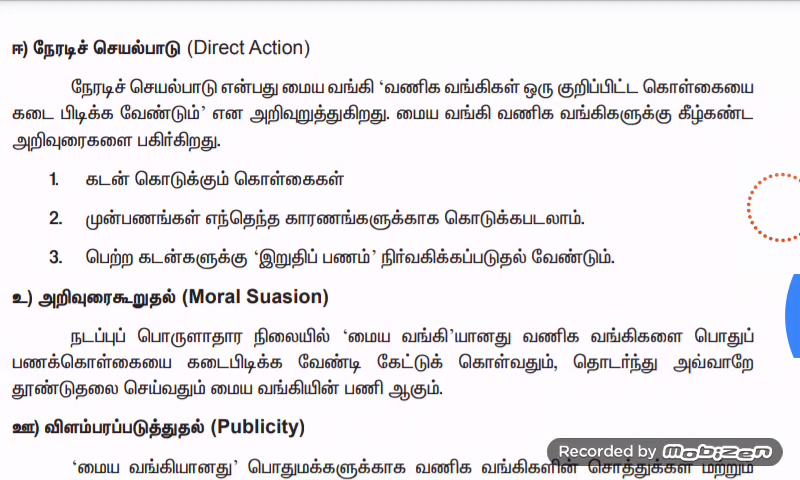 ஈ) நேரடிச் செயல்பாடு (Direct Action)
நேரடிச் செயல்பாடு என்பது மைய வங்கி ‘வணிக வங்கிகள் ஒரு குறிப்பிட்ட கொள்கையை
கடை பிடிக்க வேண்டும்’ என அறிவுறுத்துகிறது. மைய வங்கி வணிக வங்கிகளுக்கு கீழ்கண்ட
அறிவுரைகளை பகிர்கிறது.
1. கடன் கொடுக்கும் கொள்கைகள்
2. முன்பணங்கள் எந்தெந்த காரணங்களுக்காக கொடுக்கபடலாம்.
3. பெற்ற கடன்களுக்கு ‘இறுதிப் பணம்’ நிர்வகிக்கப்படுதல் வேண்டும்.
உ) அறிவுரைகூறுதல் (Moral Suasion)
நடப்புப் பொருளாதார நிலையில் ‘மைய வங்கி’யானது வணிக வங்கிகளை பொதுப்
பணக்கொள்கையை கடைபிடிக்க வேண்டி கேட்டுக் கொள்வதும், தொடர்ந்து அவ்வாறே
தூண்டுதலை செய்வதும் மைய வங்கியின் பணி ஆகும்.
ஊ) விளம்பரப்படுத்துதல் (Publicity)
‘மைய வங்கியானது’ பொதுமக்களுக்காக வணிக வங்கிகளின் சொத்துக்கள் மற்றும்
Recorded by MOBIZEN